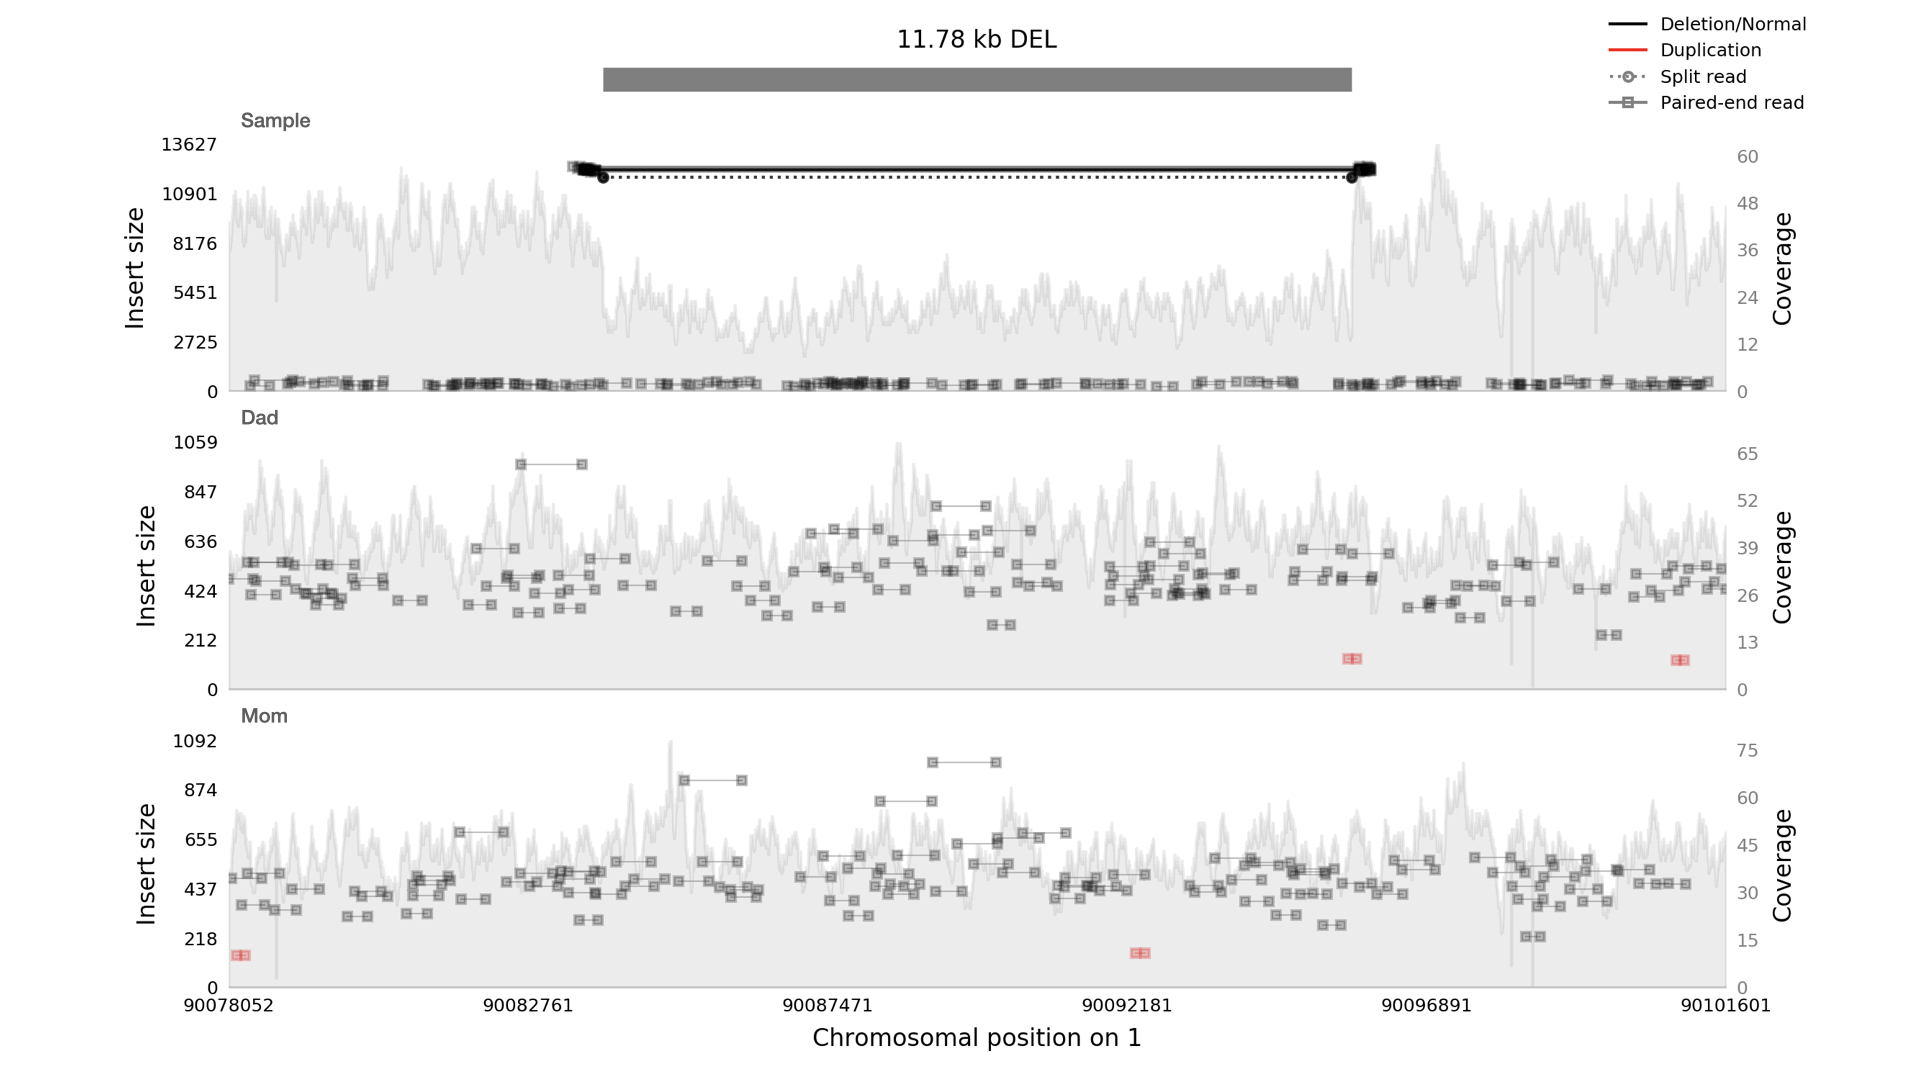 11.78 kb DEL
Deletion/Normal
Duplication
Split read
Paired-end read
Sample
13627
10901
8176
5451
2725
0
Insert size
60
48
36
24
12
0
Coverage
Dad
1059
847
636
424
212
0
Insert size
65
52
39
26
13
0
Coverage
Mom
1092
874
655
437
218
0
Insert size
75
60
45
30
15
0
Coverage
90078052 90082761 90087471 90092181 90096891 90101601
Chromosomal position on 1